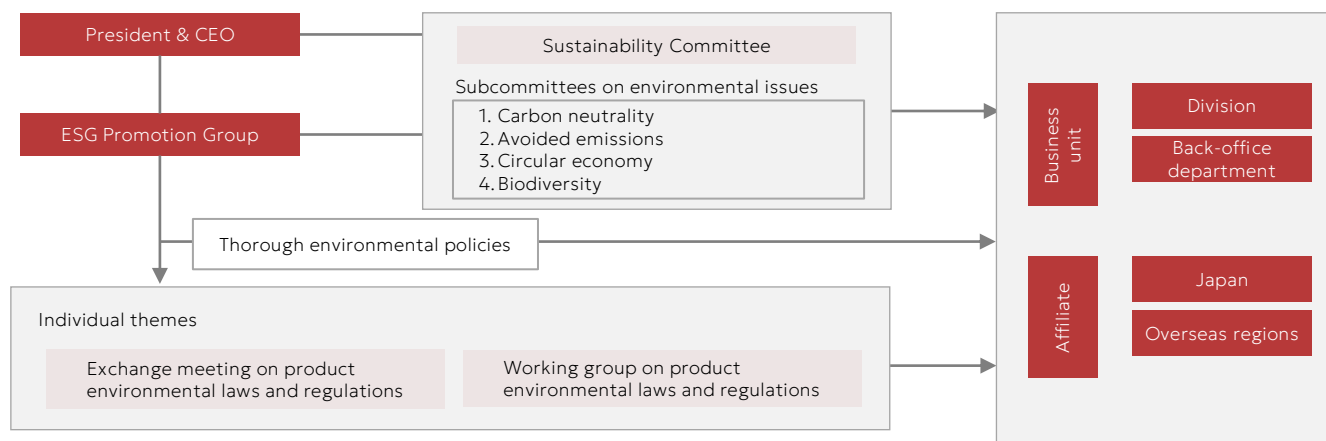 President & CEO
ESG Promotion Group
Sustainability Committee
Subcommittees on environmental issues
1. Carbon neutrality
2. Avoided emissions
3. Circular economy
4. Biodiversity
Thorough environmental policies
Individual themes
Exchange meeting on product
environmental laws and regulations
Working group on product
environmental laws and regulations
Business
unit
Division
Back-office
department
Affiliate
Japan
Overseas regions